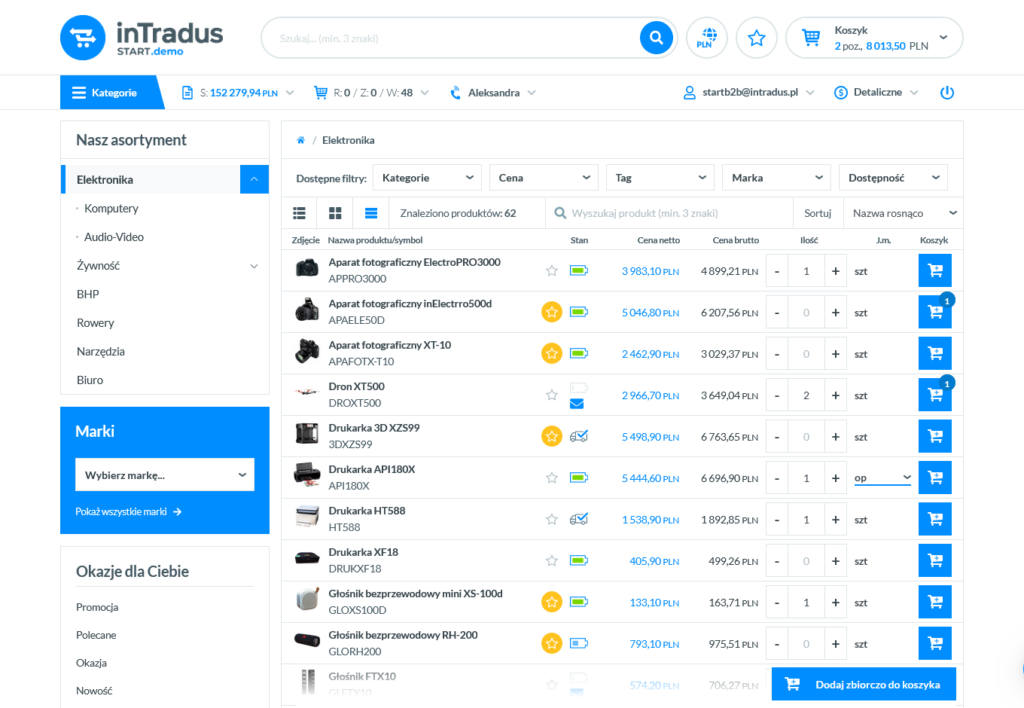 inTradus
START.demo
Szukaj... (min. 3 znaki)
PLN
Koszyk
2 poz., 8 013,50 PLN
Kategorie
S: 152 279,94 PLN
R: 0 / Z: 0 / W: 48
Aleksandra
startb2b@intradus.pl
Detaliczne
Nasz asortyment
Elektronika
Komputery
Audio-Video
Żywność
BHP
Rowery
Narzędzia
Biuro
Marki
Wybierz markę...
Pokaż wszystkie marki
Okazje dla Ciebie
Promocja
Polecane
Okazja
Nowość
/ Elektronika
Dostępne filtry: Kategorie Cena Tag Marka Dostępność
Znaleziono produktów: 62 Wyszukaj produkt (min. 3 znaki) Sortuj Nazwa rosnąco
Zdjęcie Nazwa produktu/symbol Stan Cena netto Cena brutto Ilość J.m. Koszyk
Aparat fotograficzny ElectroPRO3000
APPRO3000
3 983,10 PLN 4 899,21 PLN - 1 + szt
Aparat fotograficzny inElectrro500d
APAELE50D
5 046,80 PLN 6 207,56 PLN - 0 + szt 1
Aparat fotograficzny XT-10
APAFOTX-T10
2 462,90 PLN 3 029,37 PLN - 0 + szt
Dron XT500
DROXT500
2 966,70 PLN 3 649,04 PLN - 2 + szt 1
Drukarka 3D XZS99
3DXZS99
5 498,90 PLN 6 763,65 PLN - 0 + szt
Drukarka API180X
API180X
5 444,60 PLN 6 696,90 PLN - 1 + op
Drukarka HT588
HT588
1 538,90 PLN 1 892,85 PLN - 1 + szt
Drukarka XF18
DRUKXF18
405,90 PLN 499,26 PLN - 0 + szt
Głośnik bezprzewodowy mini XS-100d
GLOXS100D
133,10 PLN 163,71 PLN - 1 + szt
Głośnik bezprzewodowy RH-200
GLORH200
793,10 PLN 975,51 PLN - 0 + szt
Głośnik FTX10
GLFTX10
574,20 PLN 706,27 PLN
Dodaj zbiorczo do koszyka